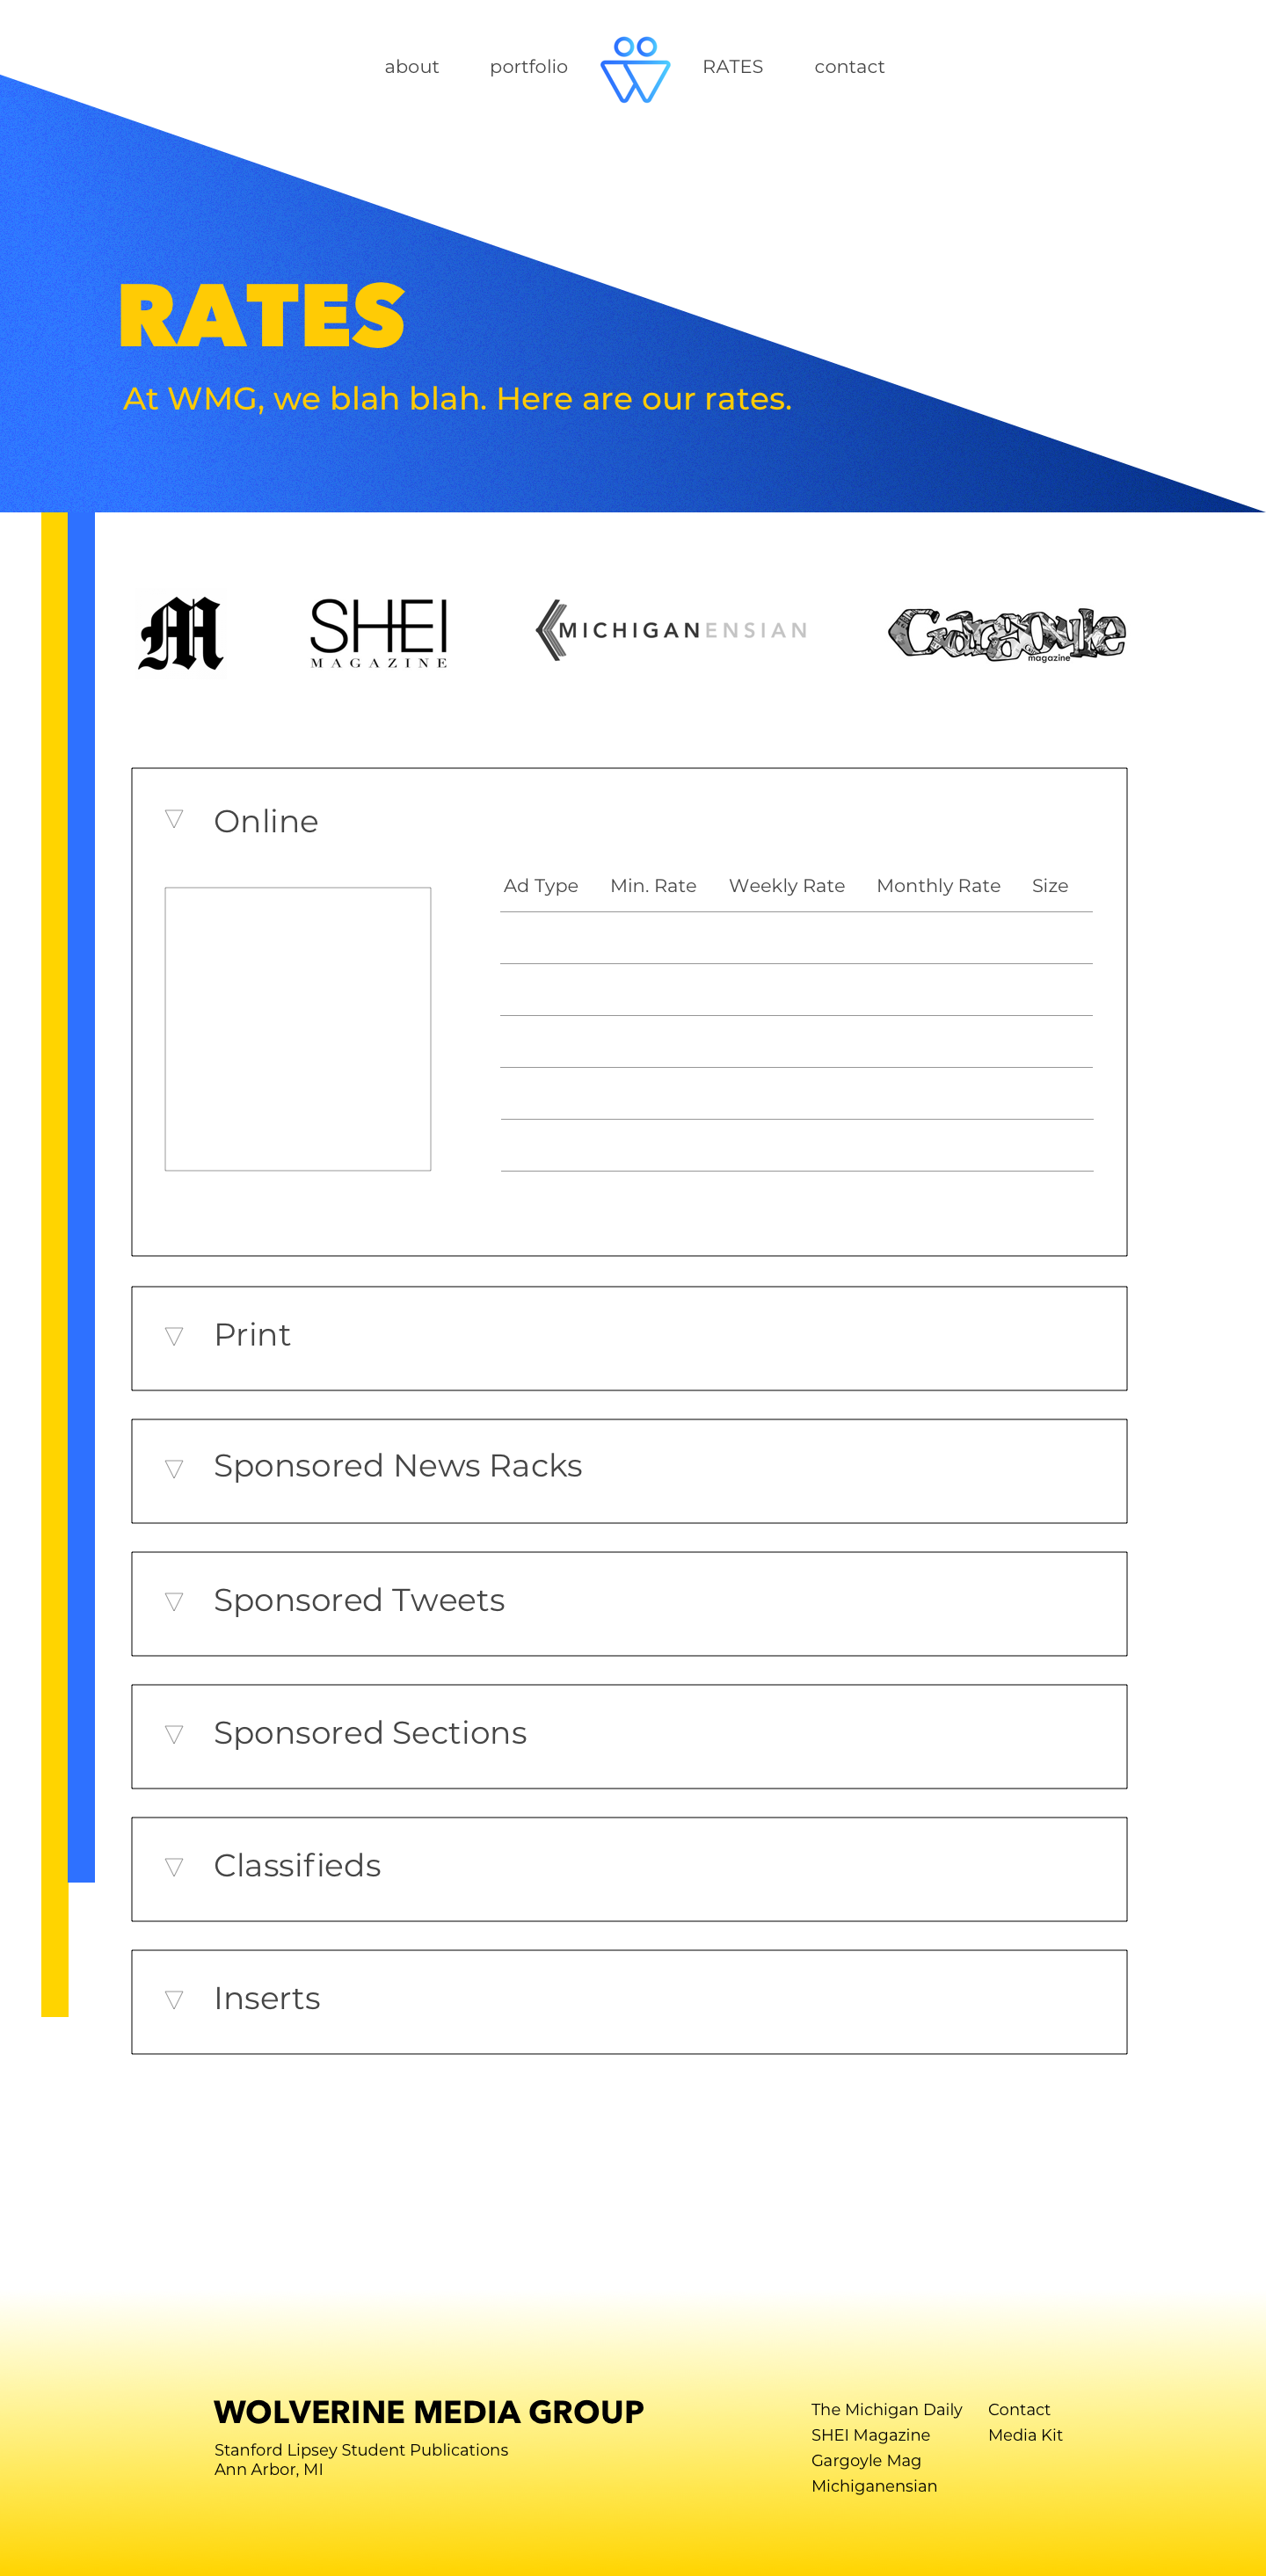 about portfolio RATES contact
RATES
At WMG, we blah blah. Here are our rates.
M SHEI MAGAZINE MICHIGANENSIAN Gargoyle magazine
Online
Ad Type Min. Rate Weekly Rate Monthly Rate Size
Print
Sponsored News Racks
Sponsored Tweets
Sponsored Sections
Classifieds
Inserts
WOLVERINE MEDIA GROUP
Stanford Lipsey Student Publications
Ann Arbor, MI
The Michigan Daily Contact
SHEI Magazine Media Kit
Gargoyle Mag
Michiganensian